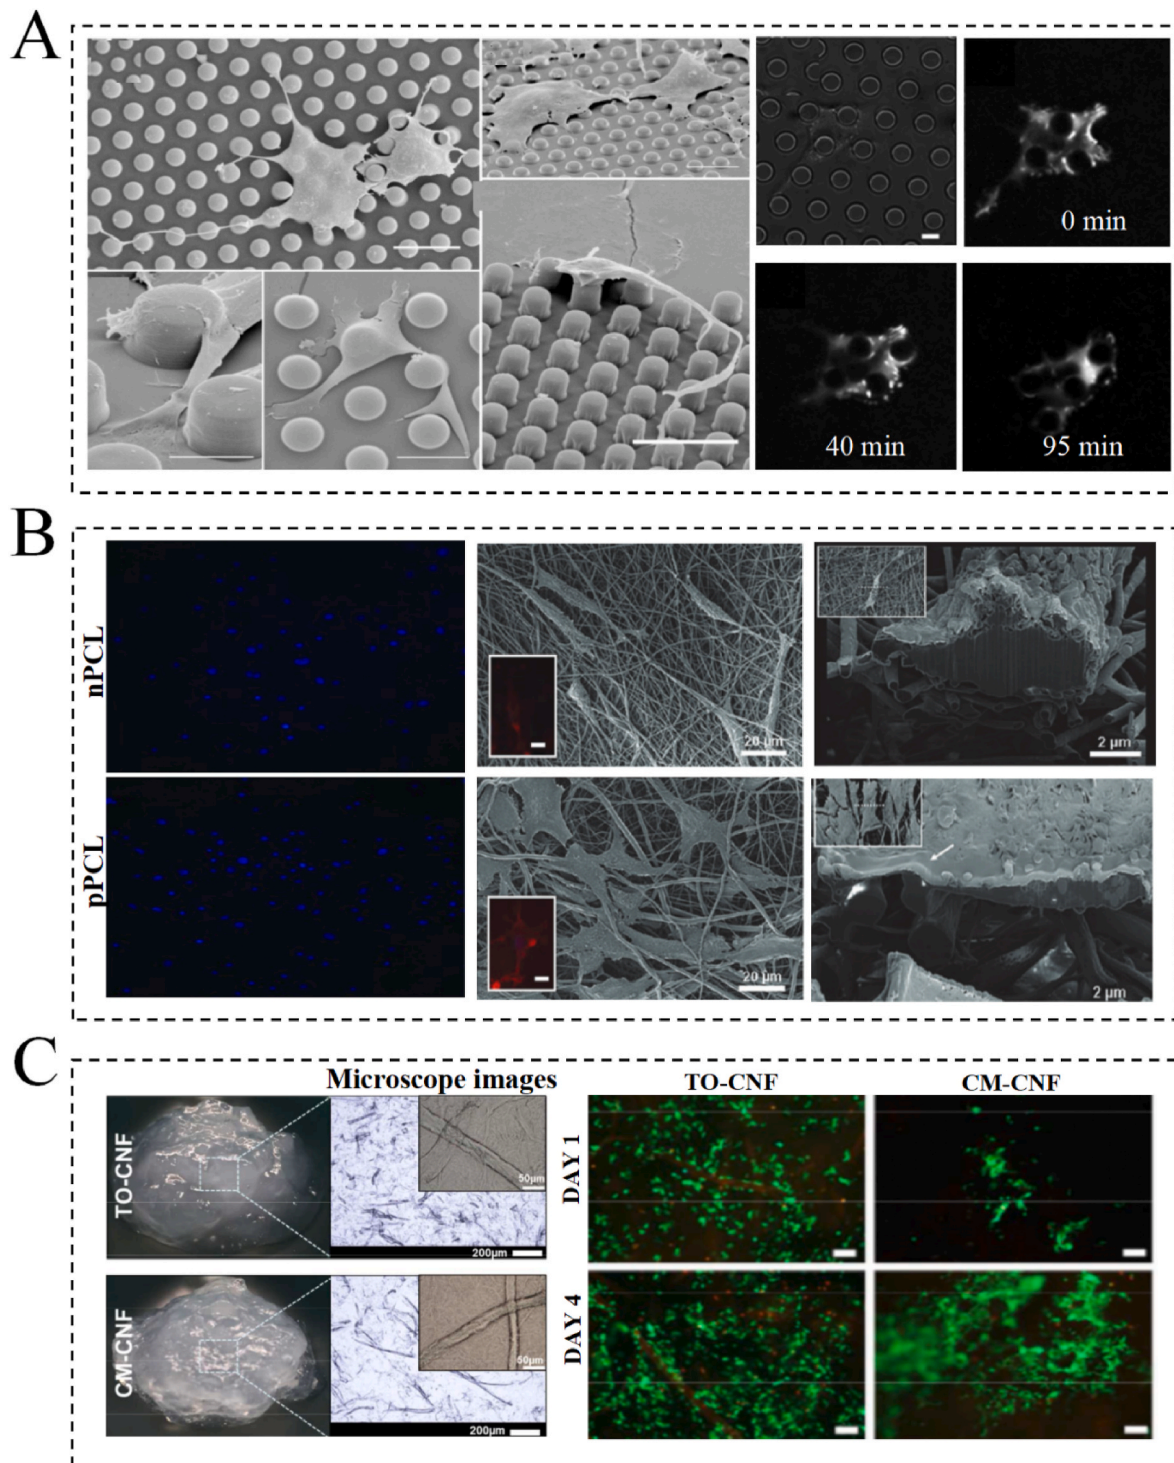 A
0 min
40 min
95 min
B
nPCL
20 µm
2 µm
pPCL
20 µm
2 µm
C
Microscope images
TO-CNF
CM-CNF
TO-CNF
50µm
200µm
DAY 1
CM-CNF
50µm
200µm
DAY 4